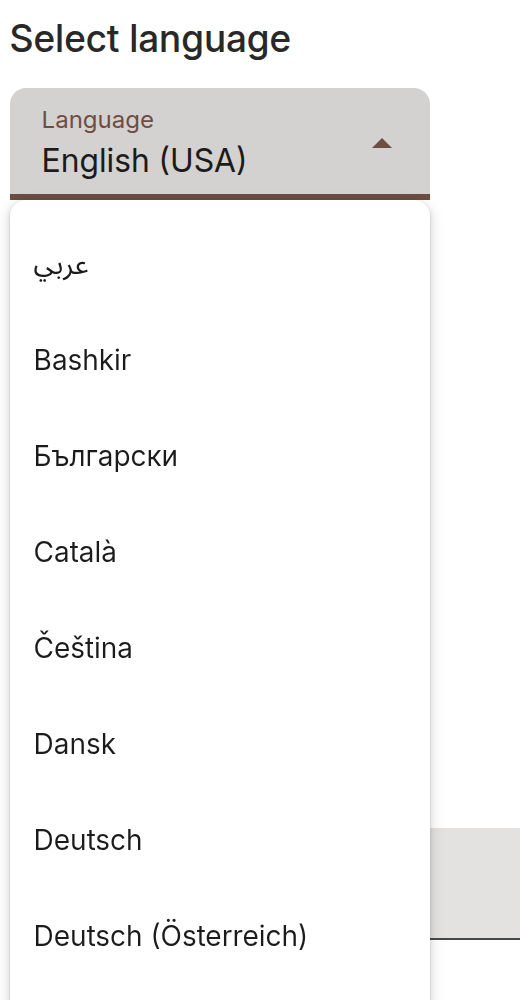 Select language
Language
English (USA)
عربي
Bashkir
Български
Català
Čeština
Dansk
Deutsch
Deutsch (Österreich)